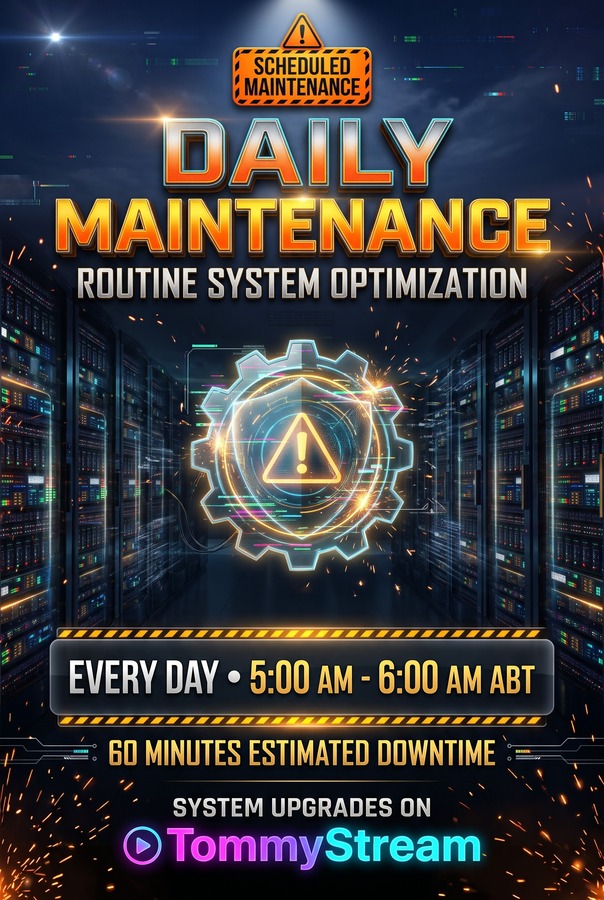 SCHEDULED
MAINTENANCE
DAILY
MAINTENANCE
ROUTINE SYSTEM OPTIMIZATION
EVERY DAY • 5:00 AM - 6:00 AM ABT
60 MINUTES ESTIMATED DOWNTIME
SYSTEM UPGRADES ON
TommyStream